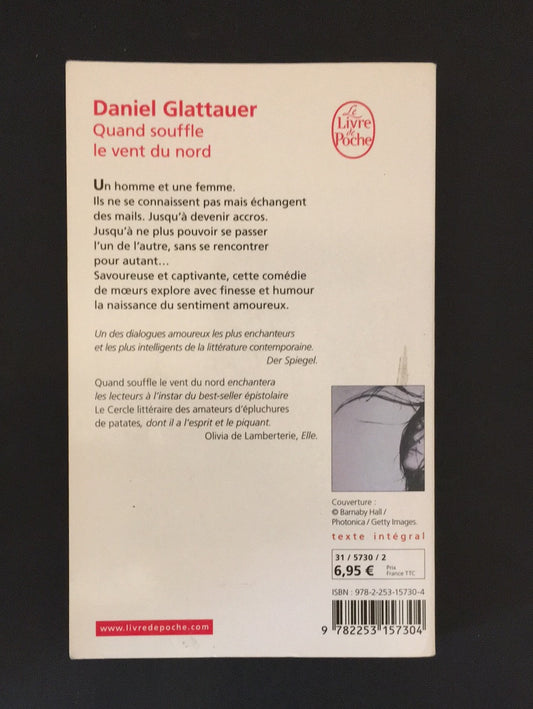 Daniel Glattauer
Quand souffle
le vent du nord
Le
Livre
de
Poche
Un homme et une femme.
Ils ne se connaissent pas mais échangent
des mails. Jusqu'à devenir accros.
Jusqu'à ne plus pouvoir se passer
l'un de l'autre, sans se rencontrer
pour autant…
Savoureuse et captivante, cette comédie
de mœurs explore avec finesse et humour
la naissance du sentiment amoureux.
Un des dialogues amoureux les plus enchanteurs
et les plus intelligents de la littérature contemporaine.
Der Spiegel.
Quand souffle le vent du nord enchantera
les lecteurs à l'instar du best-seller épistolaire
Le Cercle littéraire des amateurs d'épluchures
de patates, dont il a l'esprit et le piquant.
Olivia de Lamberterie, Elle.
Couverture :
© Barnaby Hall /
Photonica / Getty Images.
texte intégral
31 / 5730 / 2
6,95 € Prix
France TTC
ISBN : 978-2-253-15730-4
9 782253 157304
www.livredepoche.com